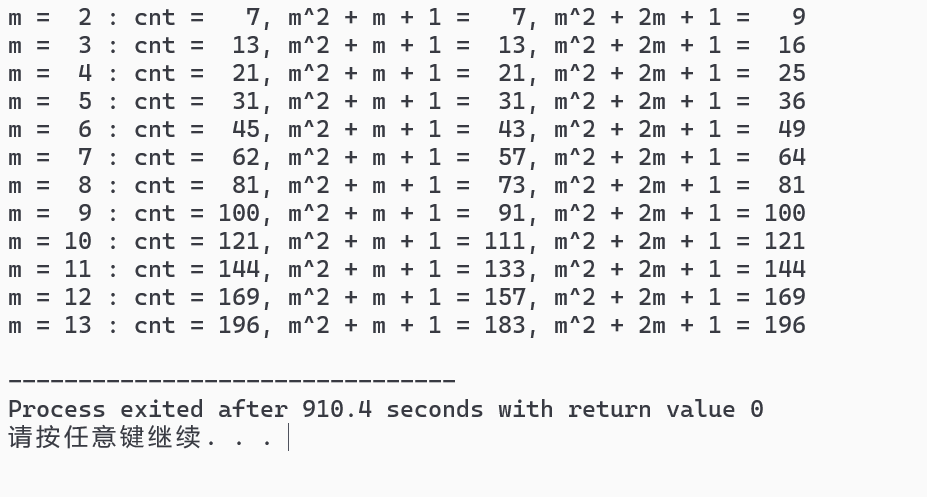 m =  2 : cnt =   7, m^2 + m + 1 =   7, m^2 + 2m + 1 =   9
m =  3 : cnt =  13, m^2 + m + 1 =  13, m^2 + 2m + 1 =  16
m =  4 : cnt =  21, m^2 + m + 1 =  21, m^2 + 2m + 1 =  25
m =  5 : cnt =  31, m^2 + m + 1 =  31, m^2 + 2m + 1 =  36
m =  6 : cnt =  45, m^2 + m + 1 =  43, m^2 + 2m + 1 =  49
m =  7 : cnt =  62, m^2 + m + 1 =  57, m^2 + 2m + 1 =  64
m =  8 : cnt =  81, m^2 + m + 1 =  73, m^2 + 2m + 1 =  81
m =  9 : cnt = 100, m^2 + m + 1 =  91, m^2 + 2m + 1 = 100
m = 10 : cnt = 121, m^2 + m + 1 = 111, m^2 + 2m + 1 = 121
m = 11 : cnt = 144, m^2 + m + 1 = 133, m^2 + 2m + 1 = 144
m = 12 : cnt = 169, m^2 + m + 1 = 157, m^2 + 2m + 1 = 169
m = 13 : cnt = 196, m^2 + m + 1 = 183, m^2 + 2m + 1 = 196
--------------------------------
Process exited after 910.4 seconds with return value 0
请按任意键继续. . .